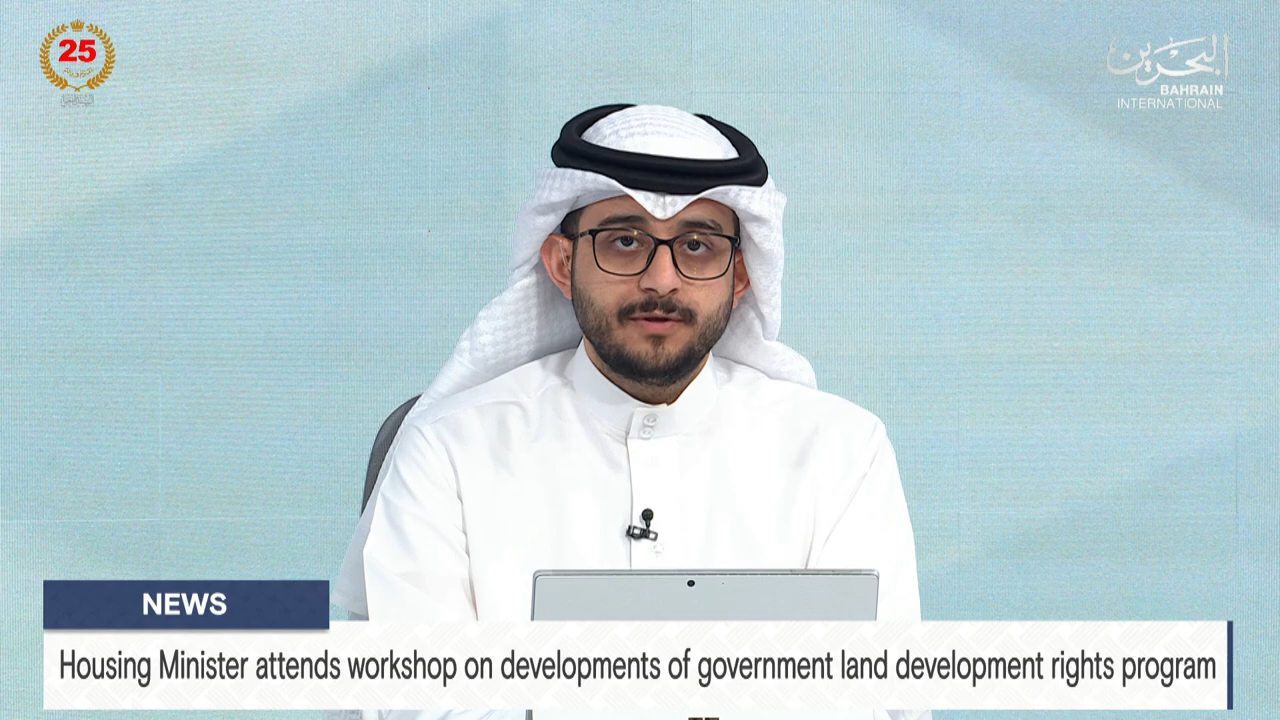 25
البحرين
BAHRAIN
INTERNATIONAL
NEWS
Housing Minister attends workshop on developments of government land development rights program